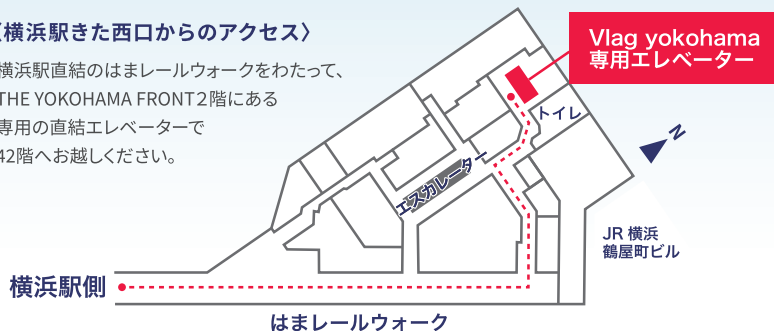 〈横浜駅きた西口からのアクセス〉
横浜駅直結のはまレールウォークをわたって、
THE YOKOHAMA FRONT2階にある
専用の直結エレベーターで
42階へお越しください。
Vlag yokohama
専用エレベーター
トイレ
N
エスカレーター
JR 横浜
鶴屋町ビル
横浜駅側
はまレールウォーク